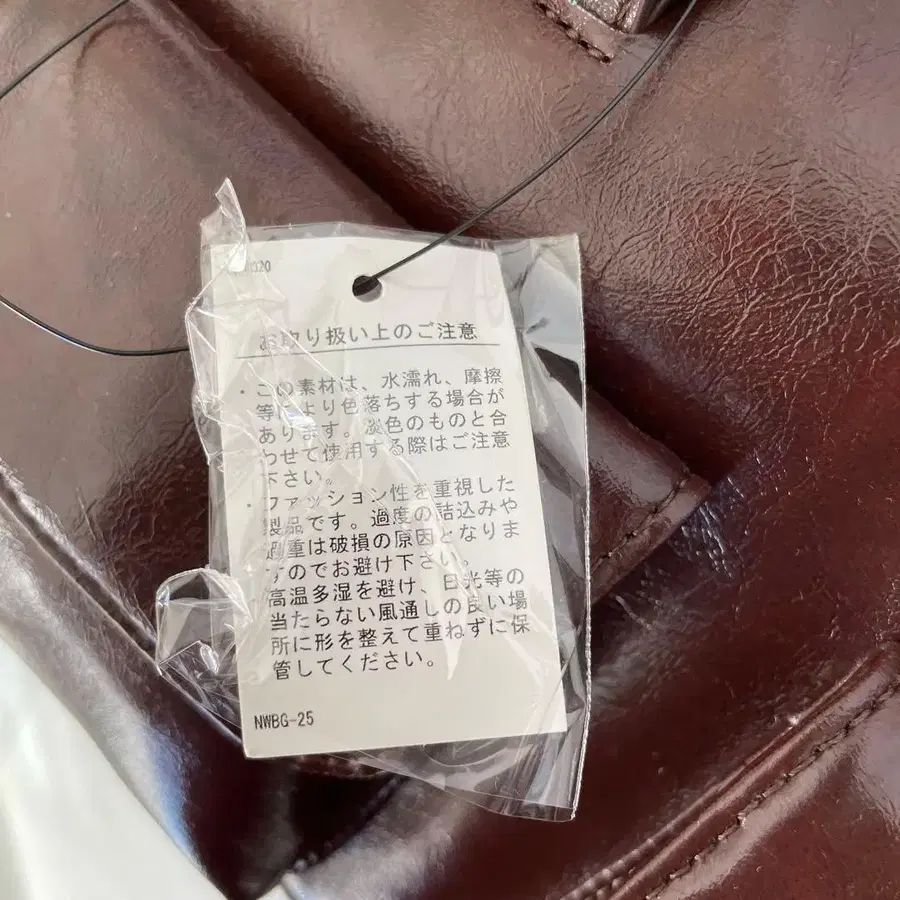 020
お取り扱い上のご注意
・この素材は、水濡れ、摩擦
等により色落ちする場合が
あります。淡色のものと合
わせて使用する際はご注意
下さい。
・ファッション性を重視した
製品です。過度の詰込みや
過重は破損の原因となりま
すのでお避け下さい。
高温多湿を避け、日光等の
当たらない風通しの良い場
所に形を整えて重ねずに保
管してください。
NWBG-25